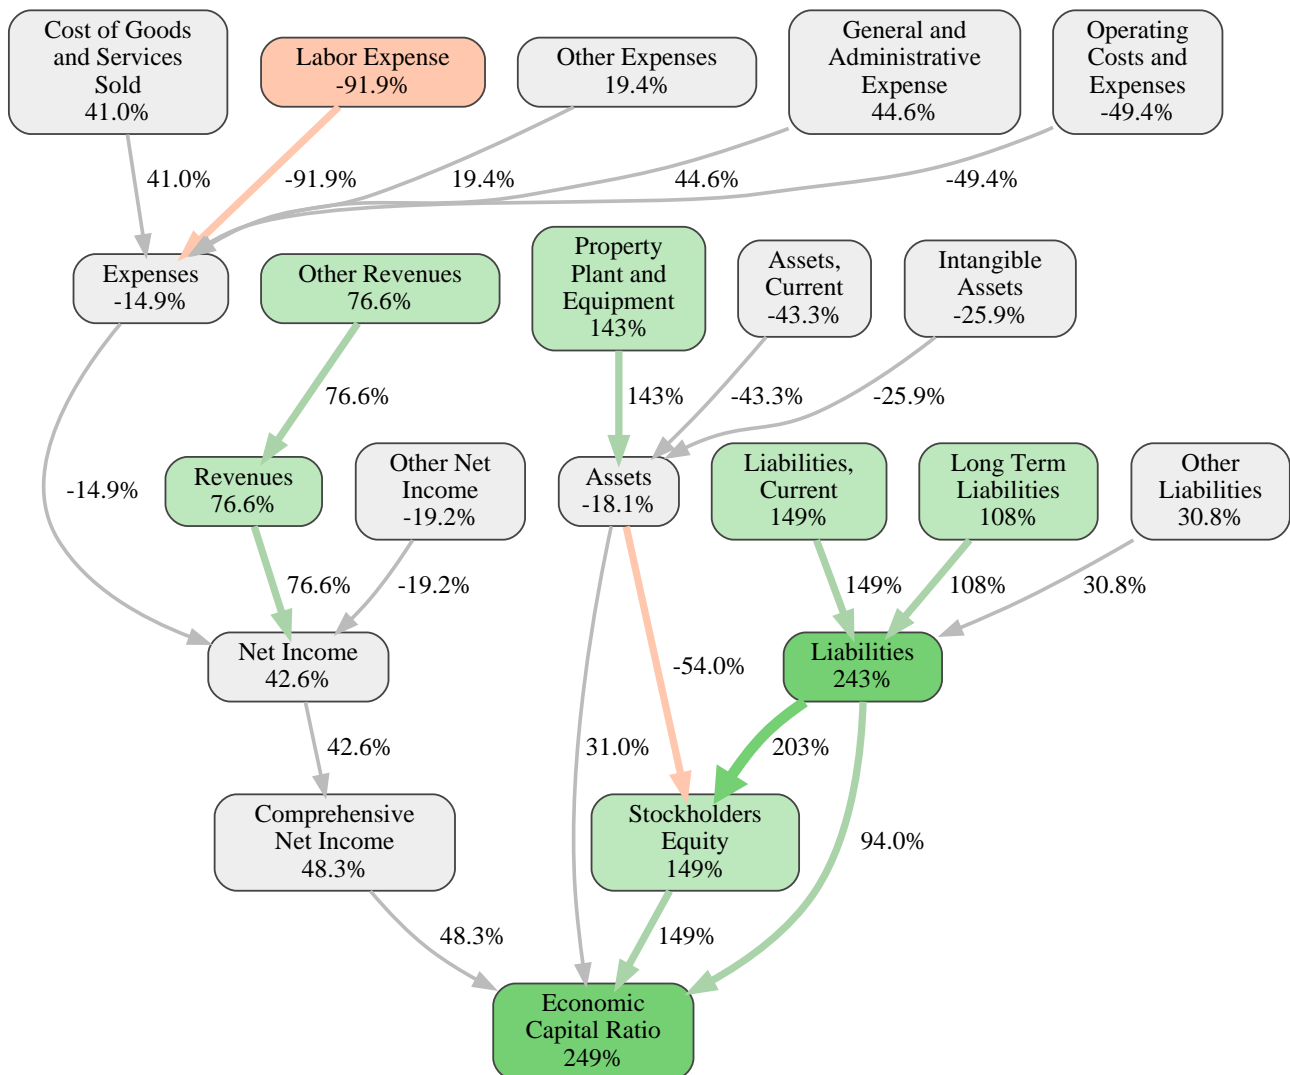 Cost of Goods
and Services
Sold
41.0%
Labor Expense
-91.9%
Other Expenses
19.4%
General and
Administrative
Expense
44.6%
Operating
Costs and
Expenses
-49.4%
41.0%
-91.9%
19.4%
44.6%
-49.4%
Expenses
-14.9%
Other Revenues
76.6%
Property
Plant and
Equipment
143%
Assets,
Current
-43.3%
Intangible
Assets
-25.9%
76.6%
143%
-43.3%
-25.9%
-14.9%
Revenues
76.6%
Other Net
Income
-19.2%
Assets
-18.1%
Liabilities,
Current
149%
Long Term
Liabilities
108%
Other
Liabilities
30.8%
76.6%
-19.2%
149%
108%
30.8%
Net Income
42.6%
-54.0%
Liabilities
243%
42.6%
31.0%
203%
Comprehensive
Net Income
48.3%
Stockholders
Equity
149%
94.0%
48.3%
149%
Economic
Capital Ratio
249%